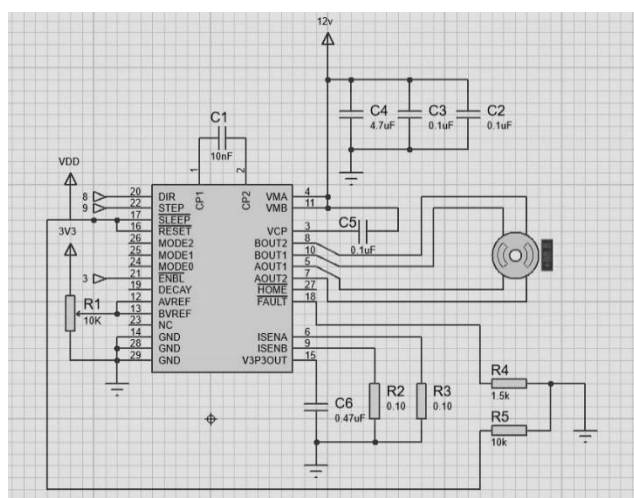 12v
C4
4.7uF
C3
0.1uF
C2
0.1uF
C1
10nF
1
2
CP1
CP2
VDD
3V3
8
9
3
20 DIR
22 STEP
17 SLEEP
16 RESET
26 MODE2
25 MODE1
24 MODE0
21 ENBL
19 DECAY
12 AVREF
13 BVREF
23 NC
14 GND
28 GND
29 GND
VMA 4
VMB 11
VCP 3
BOUT2 8
BOUT1 10
AOUT1 5
AOUT2 7
HOME 27
FAULT 18
ISENA 6
ISENB 9
V3P3OUT 15
C5
0.1uF
R1
10K
C6
0.47uF
R2
0.10
R3
0.10
R4
1.5k
R5
10k